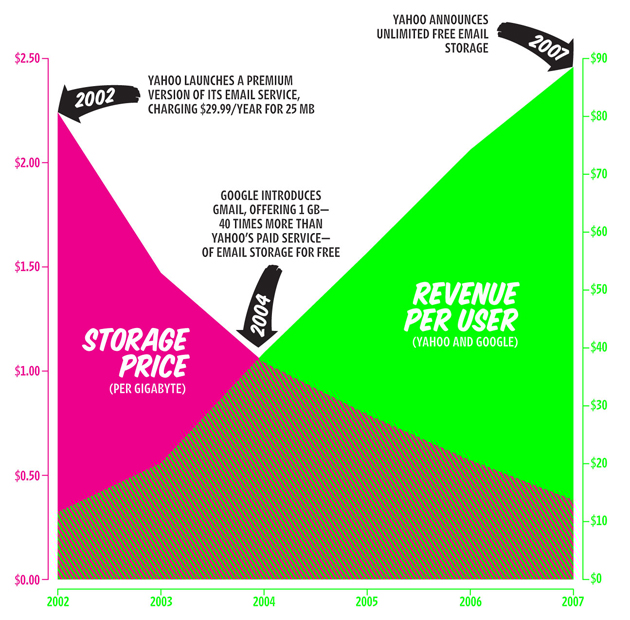 YAHOO ANNOUNCES
UNLIMITED FREE EMAIL
STORAGE
2007
$2.50
$90
YAHOO LAUNCHES A PREMIUM
VERSION OF ITS EMAIL SERVICE,
CHARGING $29.99/YEAR FOR 25 MB
2002
$80
$2.00
$70
GOOGLE INTRODUCES
GMAIL, OFFERING 1 GB—
40 TIMES MORE THAN
YAHOO'S PAID SERVICE—
OF EMAIL STORAGE FOR FREE
$60
$1.50
2004
REVENUE
PER USER
(YAHOO AND GOOGLE)
$50
STORAGE
PRICE
(PER GIGABYTE)
$40
$1.00
$30
$0.50
$20
$10
$0.00
$0
2002
2003
2004
2005
2006
2007